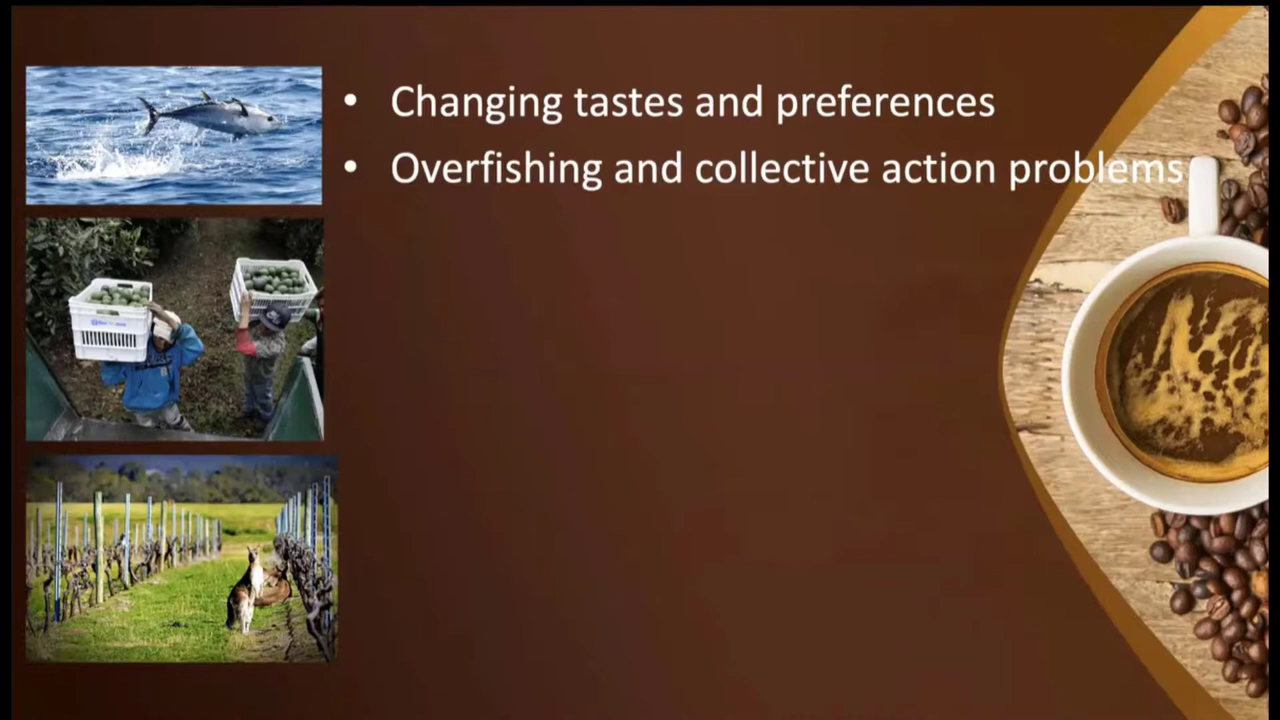 • Changing tastes and preferences
• Overfishing and collective action problems